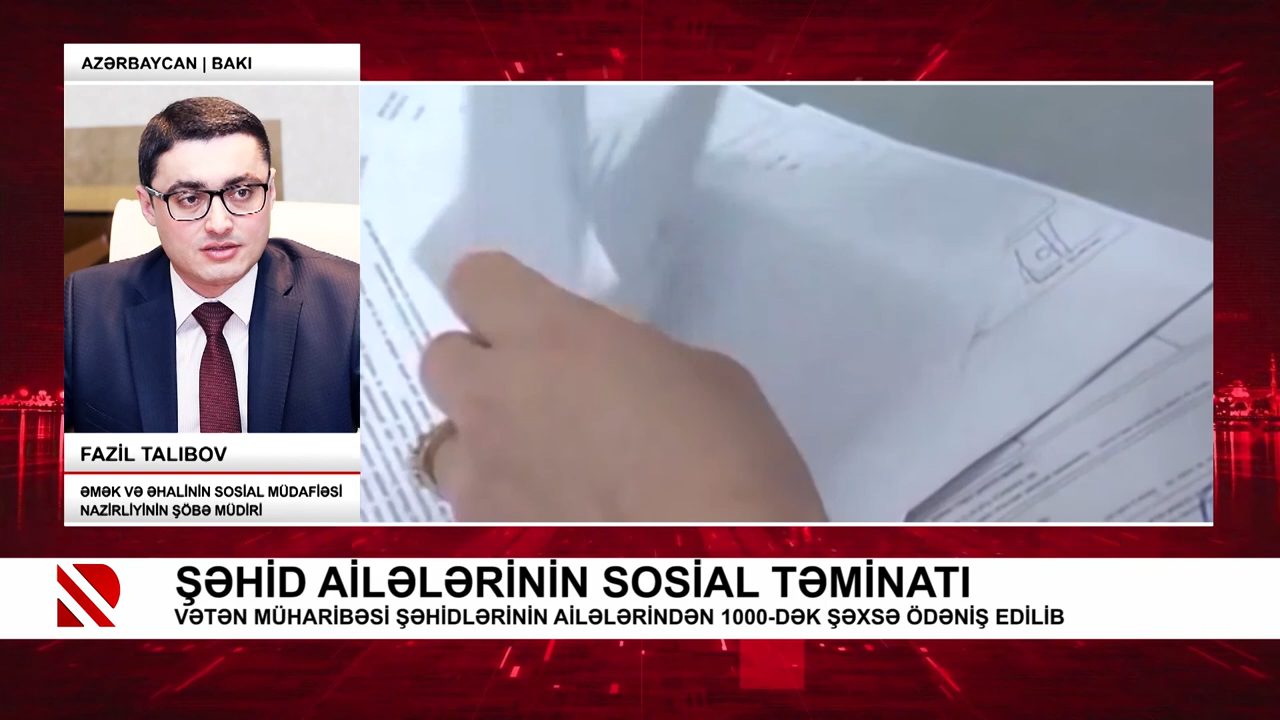 AZƏRBAYCAN | BAKI
FAZİL TALIBOV
ƏMƏK VƏ ƏHALİNİN SOSİAL MÜDAFİƏSİ
NAZİRLİYİNİN ŞÖBƏ MÜDİRİ
ŞƏHİD AİLƏLƏRİNİN SOSİAL TƏMİNATI
VƏTƏN MÜHARİBƏSİ ŞƏHİDLƏRİNİN AİLƏLƏRİNDƏN 1000-DƏK ŞƏXSƏ ÖDƏNİŞ EDİLİB